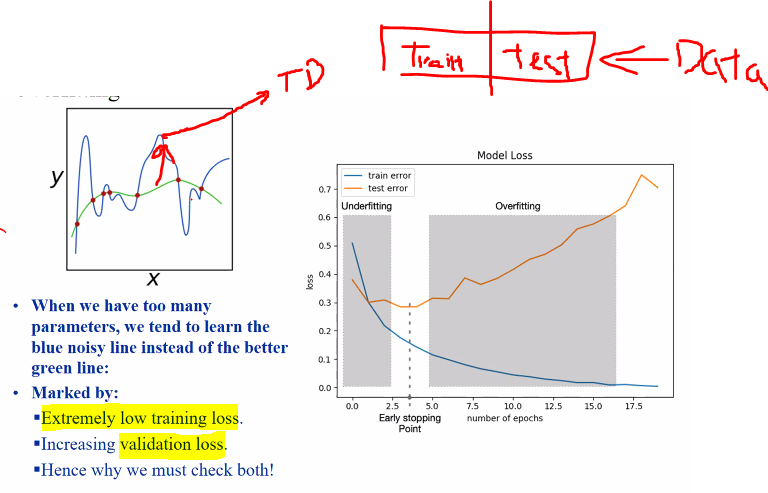 Train
test
Data
TD
y
x
• When we have too many
parameters, we tend to learn the
blue noisy line instead of the better
green line:
• Marked by:
▪Extremely low training loss.
▪Increasing validation loss.
▪Hence why we must check both!
Model Loss
train error
test error
Underfitting
Overfitting
loss
0.7
0.6
0.5
0.4
0.3
0.2
0.1
0.0
0.0 2.5 5.0 7.5 10.0 12.5 15.0 17.5
Early stopping
Point
number of epochs